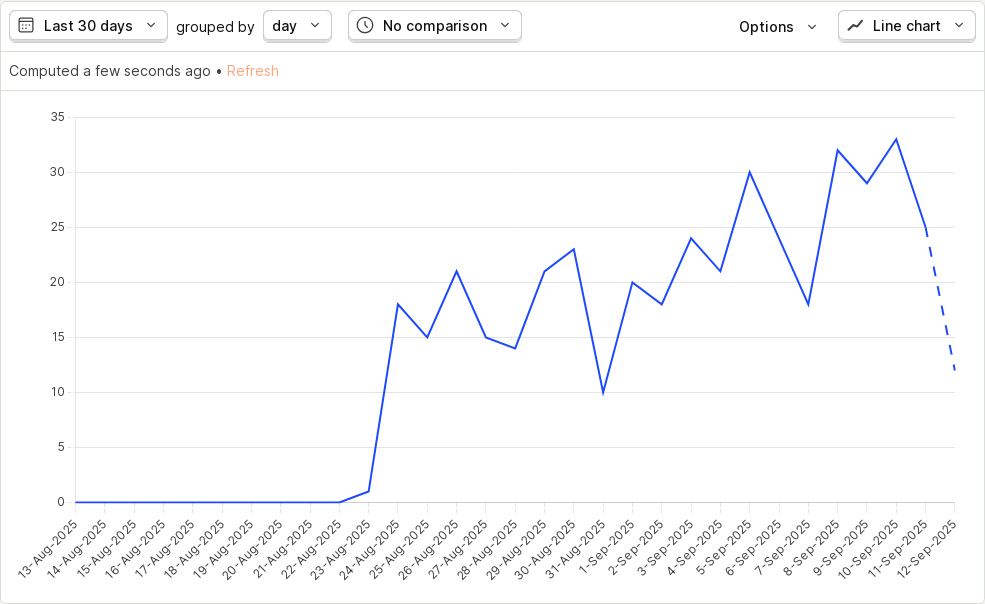 Last 30 days grouped by day No comparison Options Line chart
Computed a few seconds ago • Refresh
35
30
25
20
15
10
5
0
13-Aug-2025
14-Aug-2025
15-Aug-2025
16-Aug-2025
17-Aug-2025
18-Aug-2025
19-Aug-2025
20-Aug-2025
21-Aug-2025
22-Aug-2025
23-Aug-2025
24-Aug-2025
25-Aug-2025
26-Aug-2025
27-Aug-2025
28-Aug-2025
29-Aug-2025
30-Aug-2025
31-Aug-2025
1-Sep-2025
2-Sep-2025
3-Sep-2025
4-Sep-2025
5-Sep-2025
6-Sep-2025
7-Sep-2025
8-Sep-2025
9-Sep-2025
10-Sep-2025
11-Sep-2025
12-Sep-2025